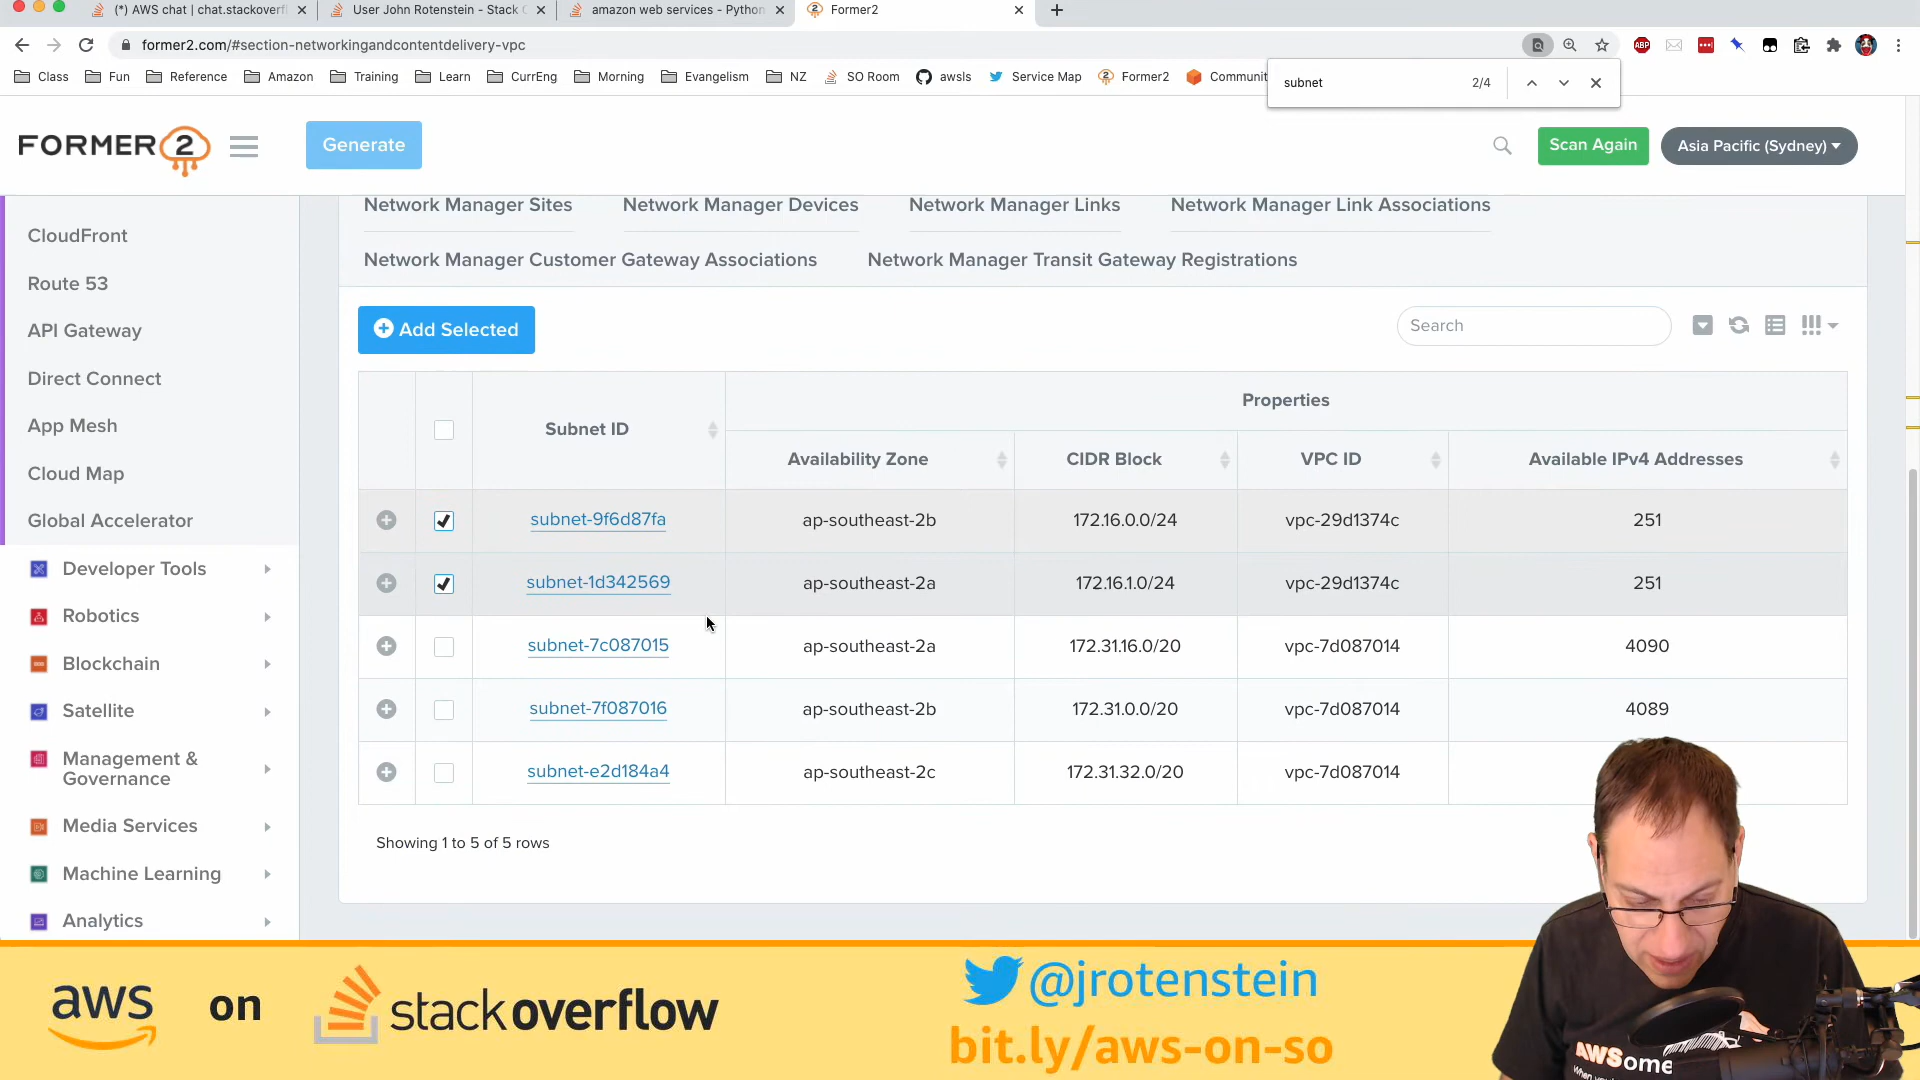 (*) AWS chat | chat.stackoverfl
User John Rotenstein - Stack O
amazon web services - Python
Former2
former2.com/#section-networkingandcontentdelivery-vpc
Class
Fun
Reference
Amazon
Training
Learn
CurrEng
Morning
Evangelism
NZ
SO Room
awsls
Service Map
Former2
Communit
subnet
2/4
FORMER 2
Generate
Scan Again
Asia Pacific (Sydney)
CloudFront
Route 53
API Gateway
Direct Connect
App Mesh
Cloud Map
Global Accelerator
Developer Tools
Robotics
Blockchain
Satellite
Management &
Governance
Media Services
Machine Learning
Analytics
Network Manager Sites Network Manager Devices Network Manager Links Network Manager Link Associations
Network Manager Customer Gateway Associations Network Manager Transit Gateway Registrations
Add Selected
Search
Subnet ID
Properties
Availability Zone CIDR Block VPC ID Available IPv4 Addresses
subnet-9f6d87fa ap-southeast-2b 172.16.0.0/24 vpc-29d1374c 251
subnet-1d342569 ap-southeast-2a 172.16.1.0/24 vpc-29d1374c 251
subnet-7c087015 ap-southeast-2a 172.31.16.0/20 vpc-7d087014 4090
subnet-7f087016 ap-southeast-2b 172.31.0.0/20 vpc-7d087014 4089
subnet-e2d184a4 ap-southeast-2c 172.31.32.0/20 vpc-7d087014
Showing 1 to 5 of 5 rows
aws on stackoverflow
@jrotenstein
bit.ly/aws-on-so
AWSome